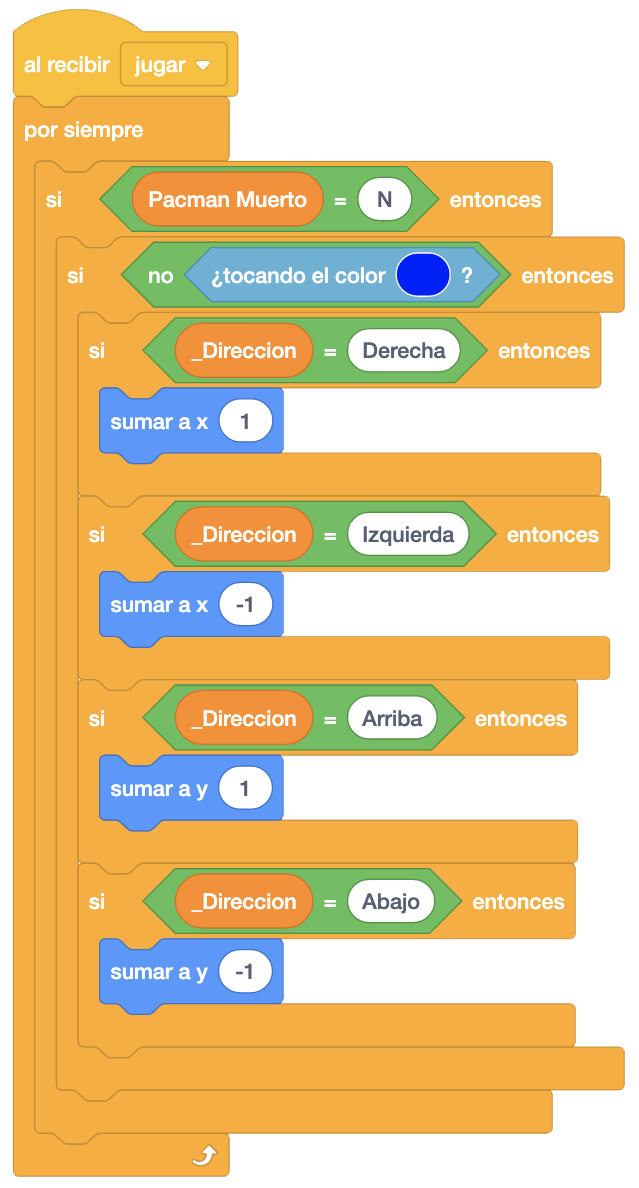 al recibir jugar
por siempre
si Pacman Muerto = N entonces
si no ¿tocando el color ? entonces
si _Direccion = Derecha entonces
sumar a x 1
si _Direccion = Izquierda entonces
sumar a x -1
si _Direccion = Arriba entonces
sumar a y 1
si _Direccion = Abajo entonces
sumar a y -1